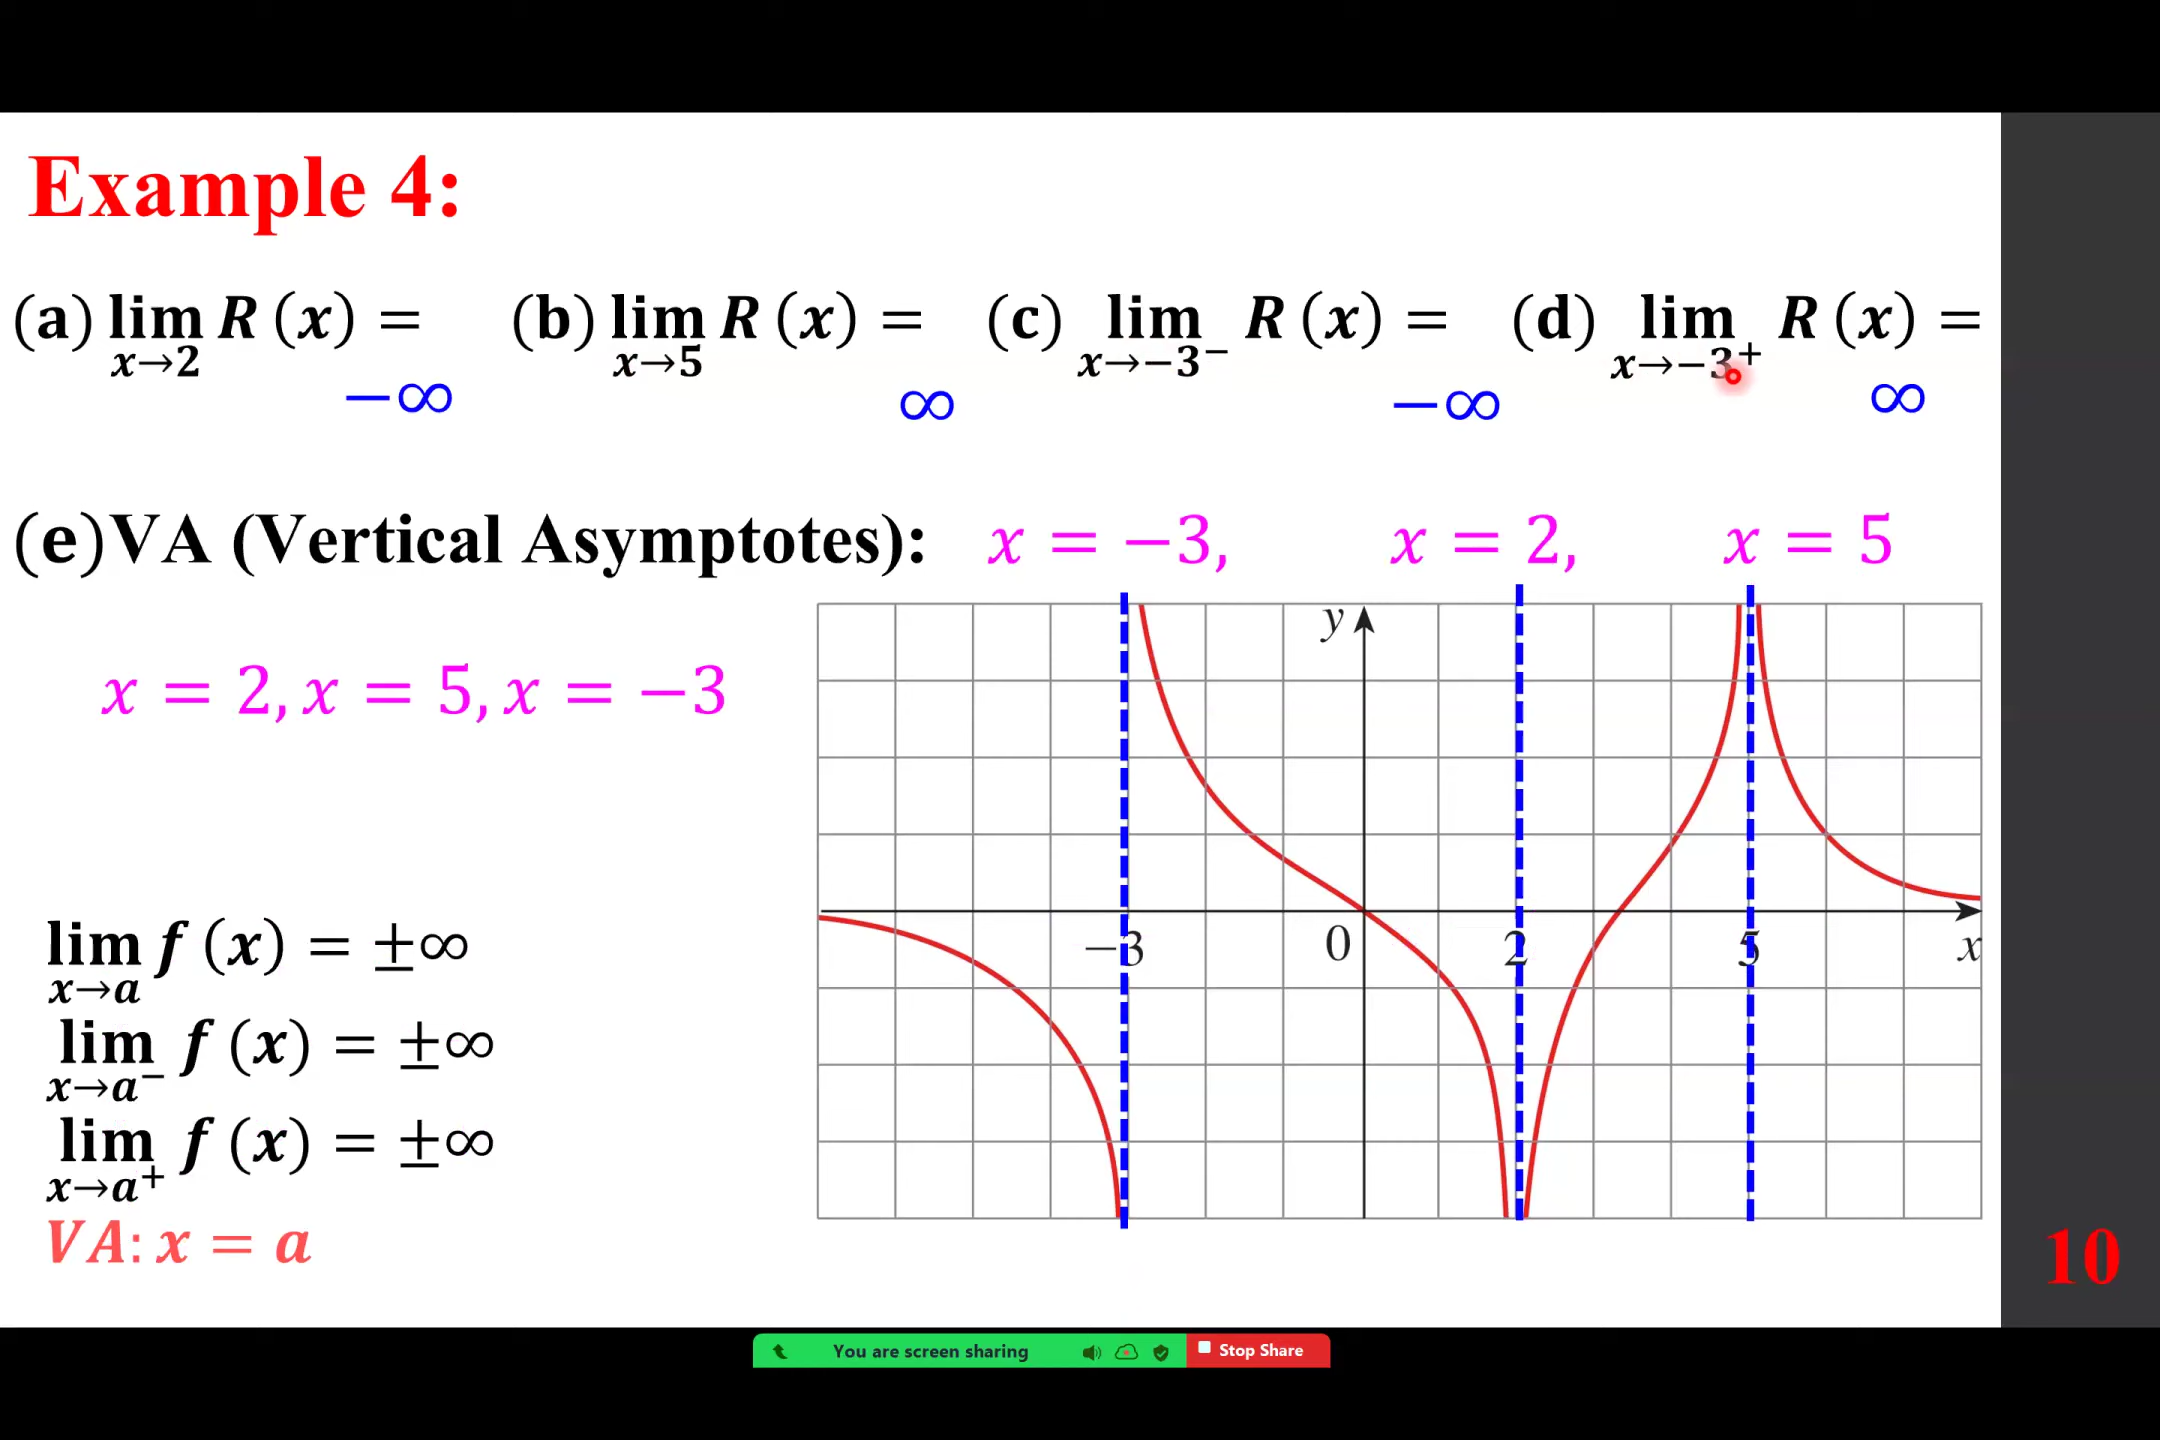 Example 4:
(a) lim x→2 R (x) = (b) lim x→5 R (x) = (c) lim x→−3⁻ R (x) = (d) lim x→−3⁺ R (x) =
−∞ ∞ −∞ ∞
(e) VA (Vertical Asymptotes): x = −3, x = 2, x = 5
x = 2, x = 5, x = −3
y
−3 0 2 5 x
lim x→a f (x) = ±∞
lim x→a⁻ f (x) = ±∞
lim x→a⁺ f (x) = ±∞
VA: x = a
10
You are screen sharing Stop Share